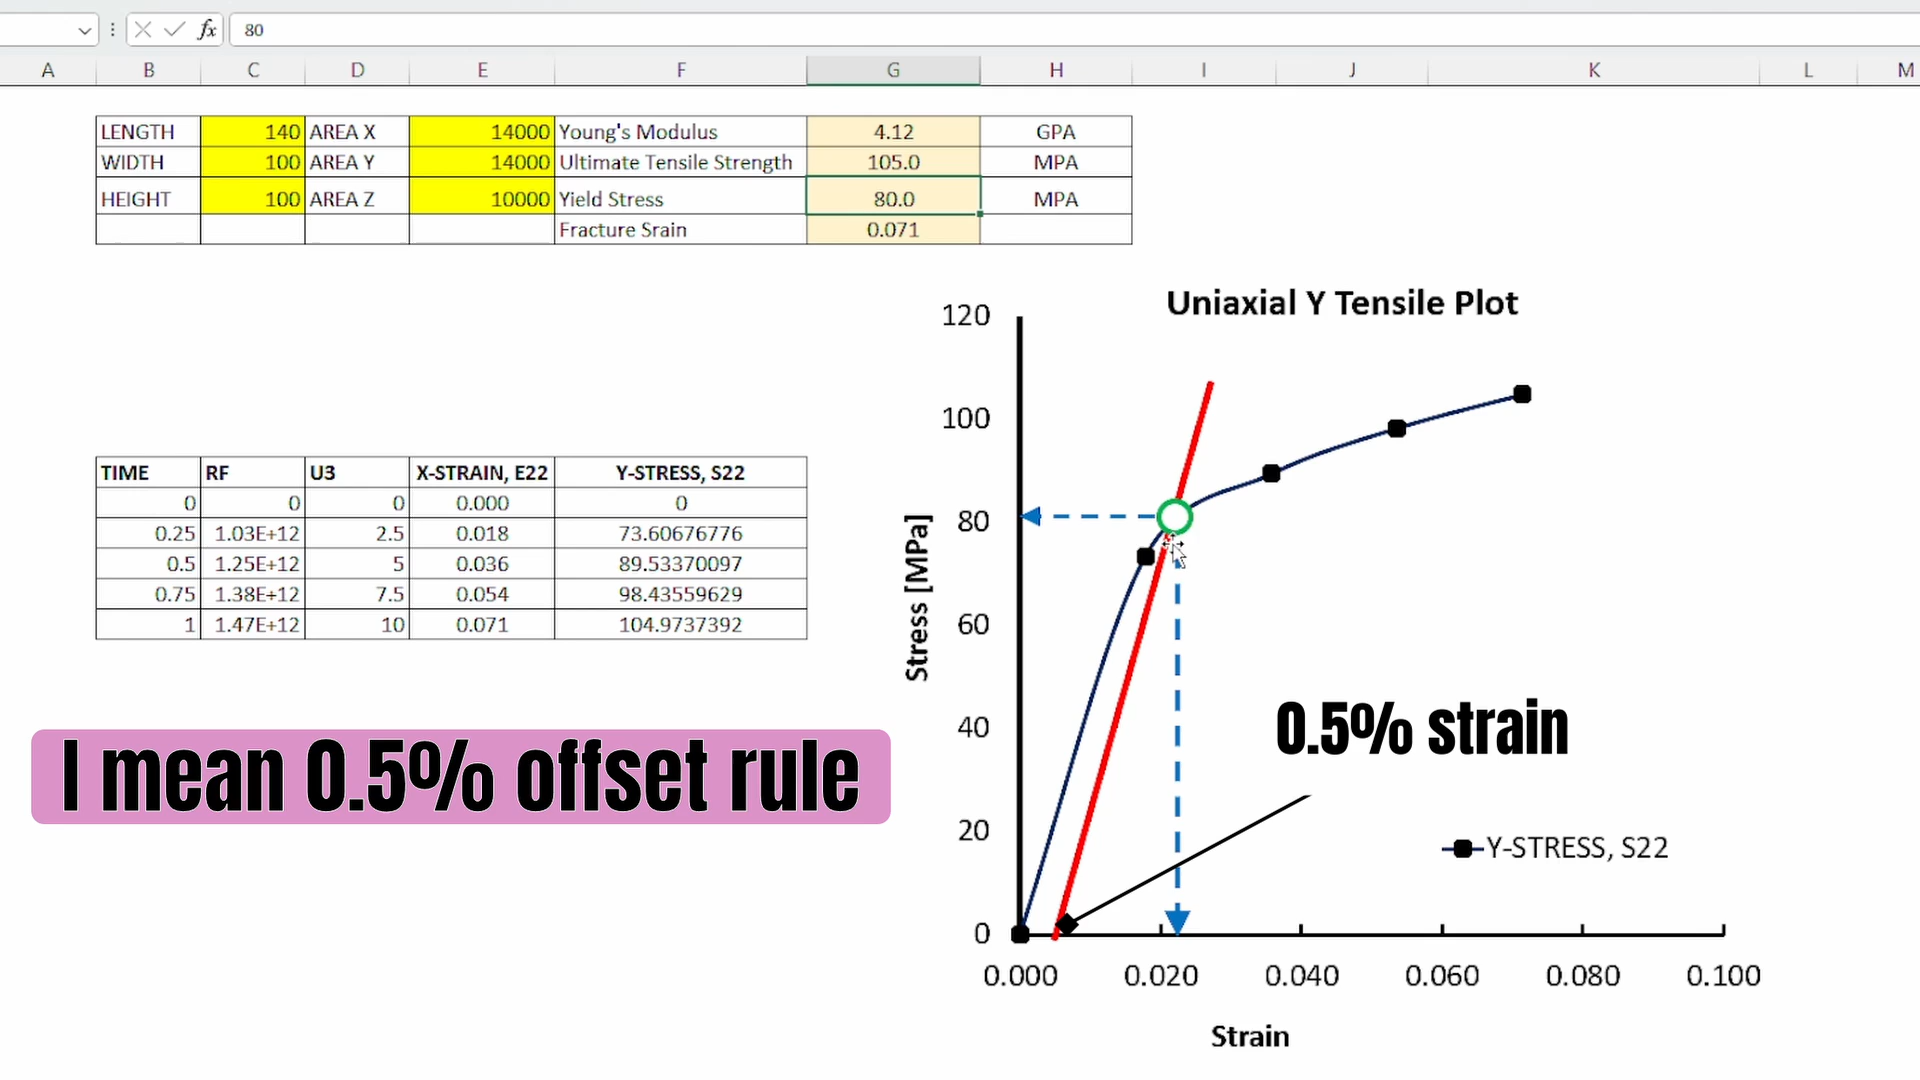 fx 80
A B C D E F G H I J K L M
LENGTH 140 AREA X 14000 Young's Modulus 4.12 GPA
WIDTH 100 AREA Y 14000 Ultimate Tensile Strength 105.0 MPA
HEIGHT 100 AREA Z 10000 Yield Stress 80.0 MPA
Fracture Srain 0.071
TIME RF U3 X-STRAIN, E22 Y-STRESS, S22
0 0 0 0.000 0
0.25 1.03E+12 2.5 0.018 73.60676776
0.5 1.25E+12 5 0.036 89.53370097
0.75 1.38E+12 7.5 0.054 98.43559629
1 1.47E+12 10 0.071 104.9737392
I mean 0.5% offset rule
Uniaxial Y Tensile Plot
120
100
80
60
40
20
0
Stress [MPa]
0.5% strain
Y-STRESS, S22
0.000 0.020 0.040 0.060 0.080 0.100
Strain